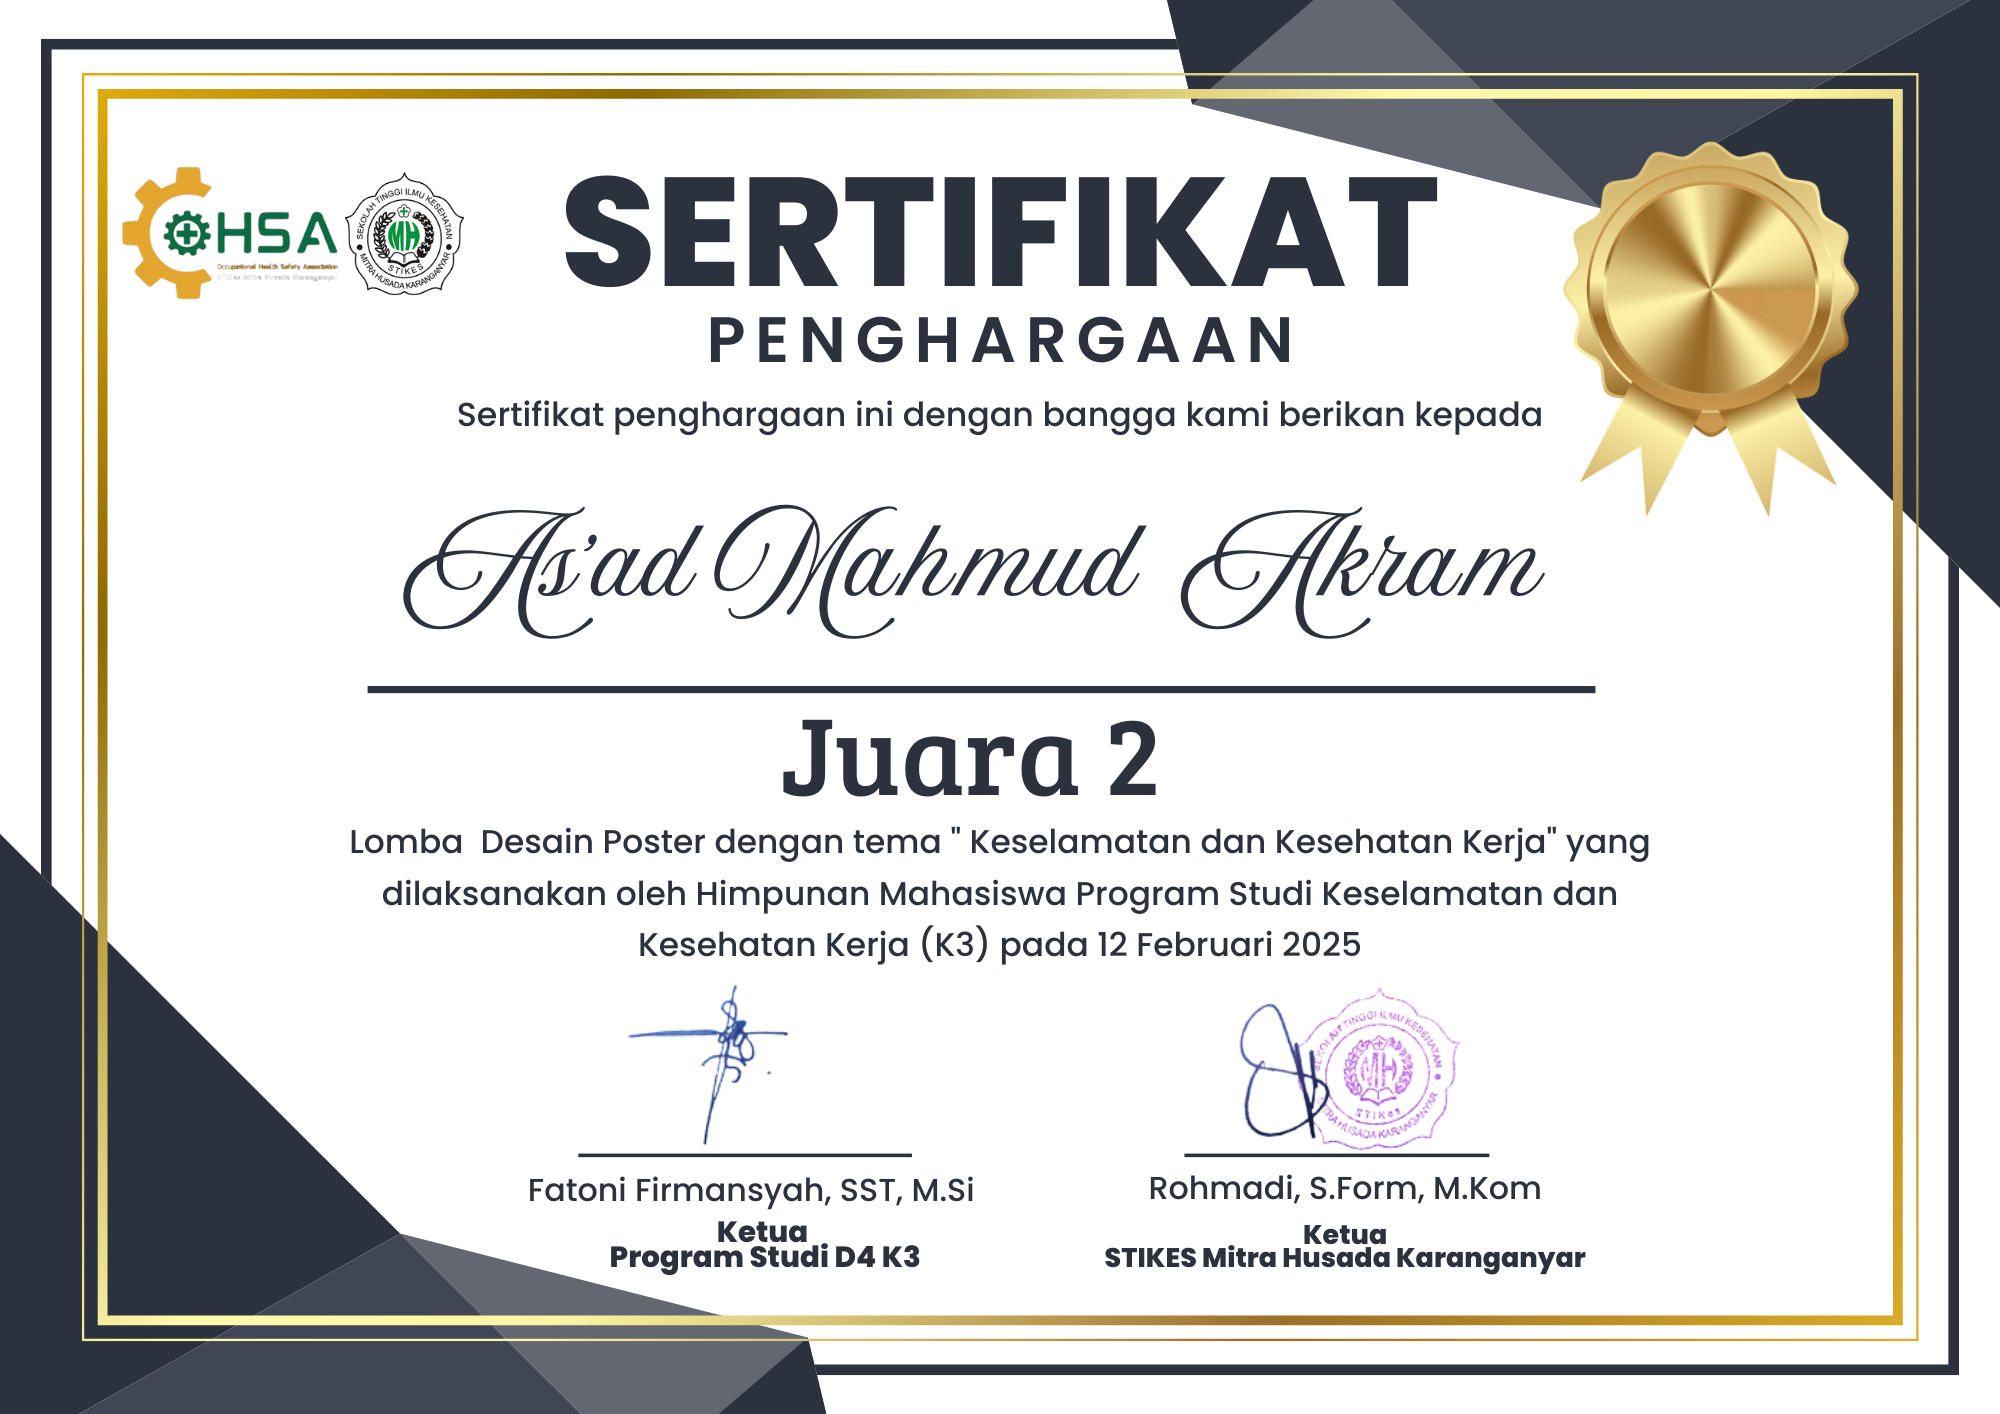 OHSA
Occupational Health Safety Association
STIKes Mitra Husada Karanganyar
SEKOLAH TINGGI ILMU KESEHATAN
MH
STIKES
MITRA HUSADA KARANGANYAR
SERTIFIKAT
PENGHARGAAN
Sertifikat penghargaan ini dengan bangga kami berikan kepada
As'ad Mahmud Akram
Juara 2
Lomba  Desain Poster dengan tema " Keselamatan dan Kesehatan Kerja" yang
dilaksanakan oleh Himpunan Mahasiswa Program Studi Keselamatan dan
Kesehatan Kerja (K3) pada 12 Februari 2025
SEKOLAH TINGGI ILMU KESEHATAN
MH
STIKes
MITRA HUSADA KARANGANYAR
Fatoni Firmansyah, SST, M.Si
Ketua
Program Studi D4 K3
Rohmadi, S.Form, M.Kom
Ketua
STIKES Mitra Husada Karanganyar